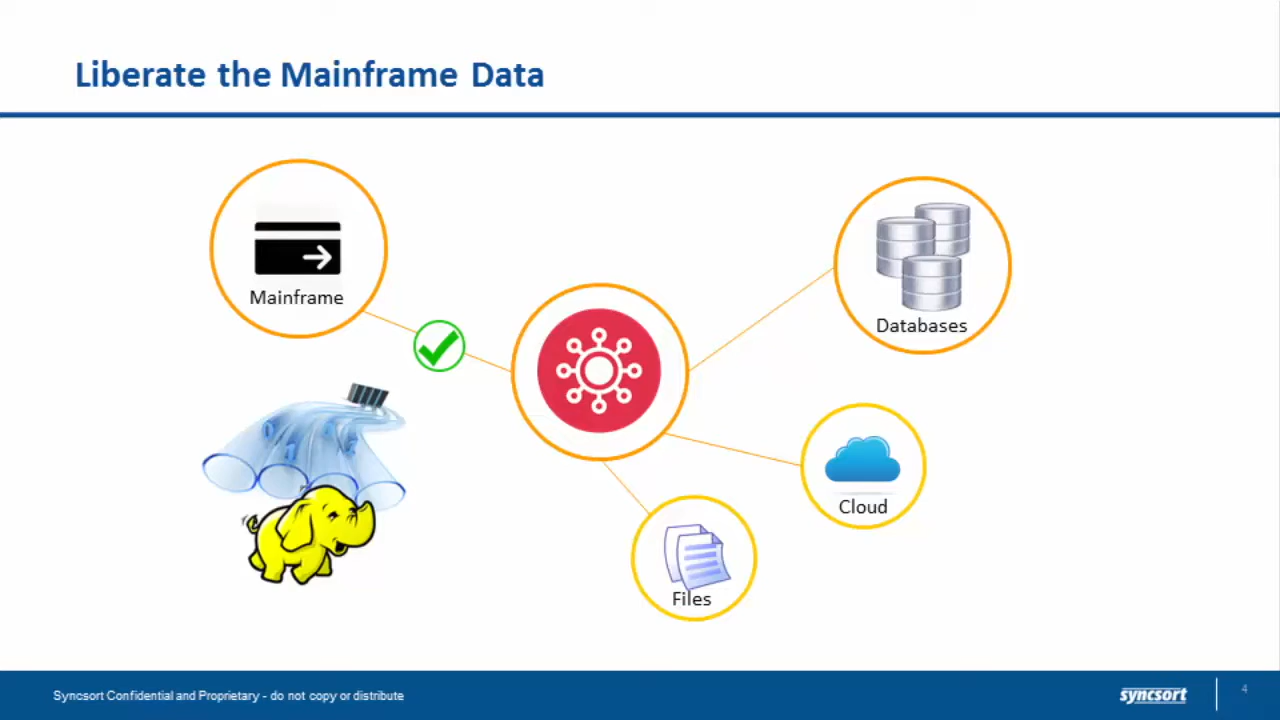 Liberate the Mainframe Data
Mainframe
Databases
Cloud
Files
Syncsort Confidential and Proprietary - do not copy or distribute
syncsort
4